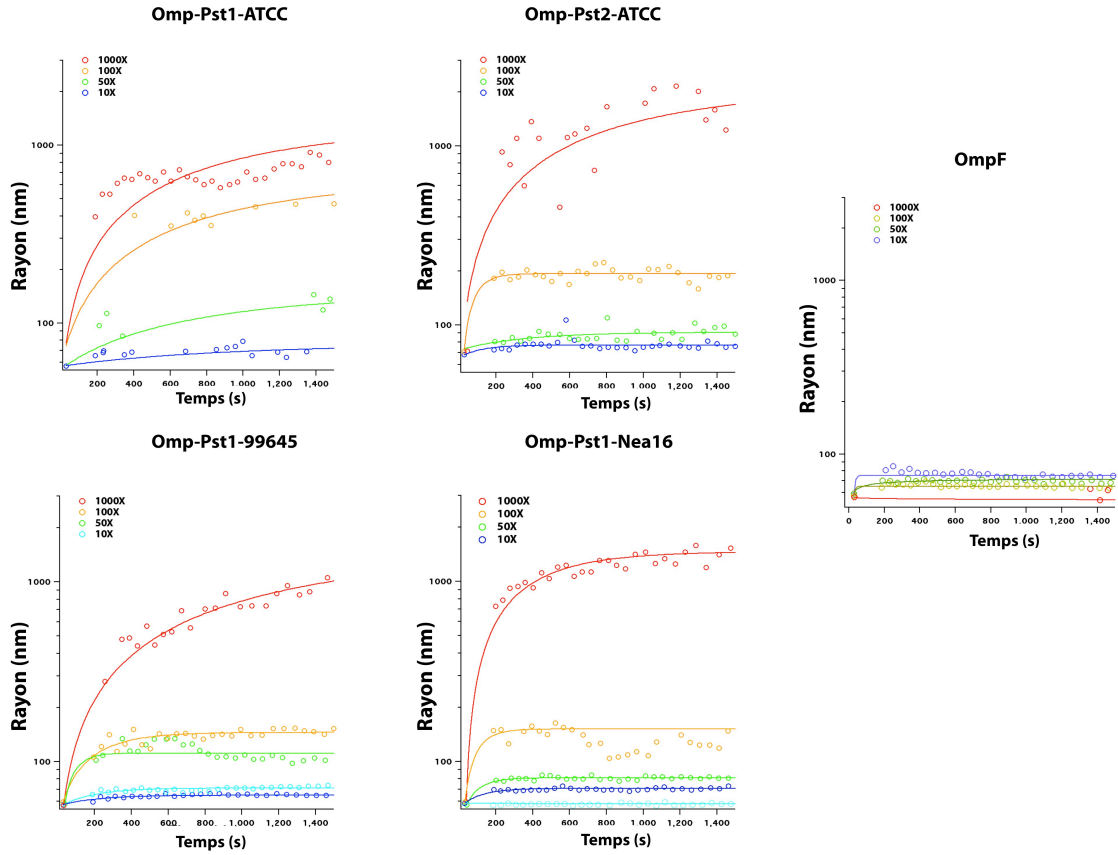 Omp-Pst1-ATCC
1000X
100X
50X
10X
1000
100
Rayon (nm)
200 400 600 800 1,000 1,200 1,400
Temps (s)
Omp-Pst2-ATCC
1000X
100X
50X
10X
1000
100
Rayon (nm)
200 400 600 800 1.000 1.200 1,400
Temps (s)
OmpF
1000X
100X
50X
10X
1000
100
Rayon (nm)
0 200 400 600 800 1.000 1.200 1,400
Temps (s)
Omp-Pst1-99645
1000X
100X
50X
10X
1000
100
Rayon (nm)
200 400 600 800 1.000 1.200 1,400
Temps (s)
Omp-Pst1-Nea16
1000X
100X
50X
10X
1000
100
Rayon (nm)
200 400 600 800 1.000 1,200 1,400
Temps (s)